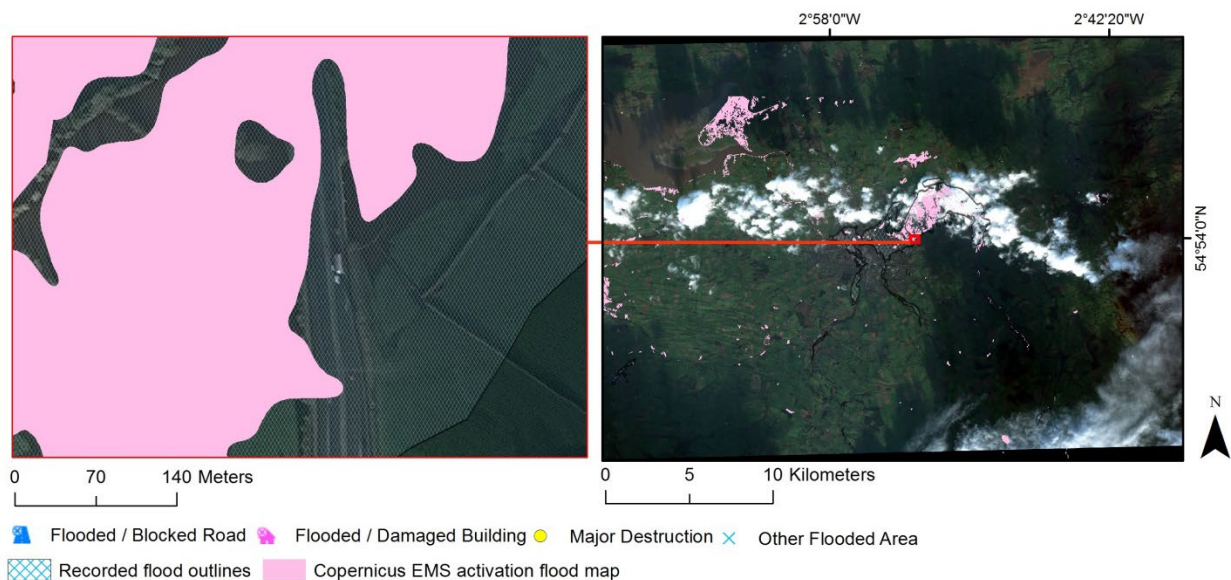 2°58'0"W 2°42'20"W
54°54'0"N
N
0 70 140 Meters
0 5 10 Kilometers
Flooded / Blocked Road Flooded / Damaged Building Major Destruction Other Flooded Area
Recorded flood outlines Copernicus EMS activation flood map